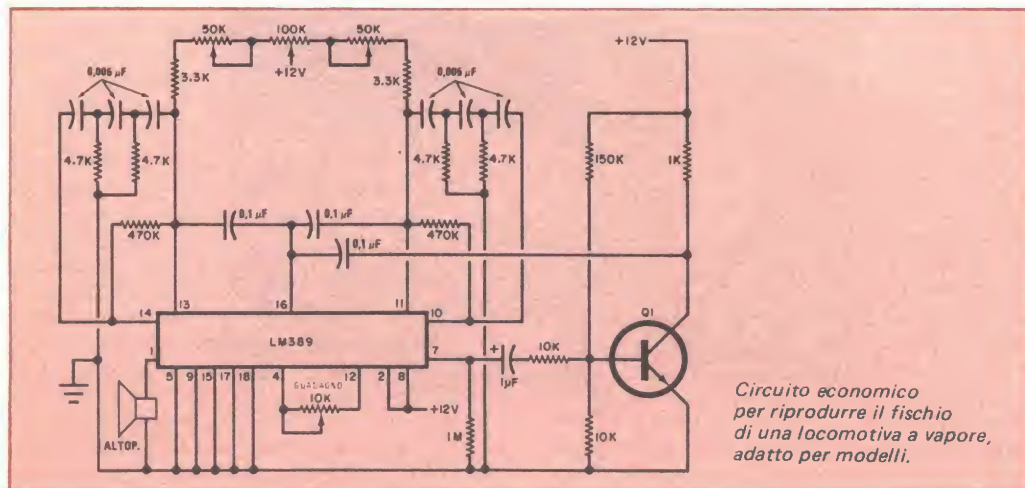 50K 100K 50K
+12V
+12V
0,005 µF
3.3K
3.3K
0,005 µF
4.7K 4.7K
4.7K 4.7K
150K 1K
0,1 µF 0,1 µF
470K
470K
0,1 µF
14 13 16 11 10
LM389
Q1
1 7
+
10K
1µF
5 9 15 17 18 4 12 2 8
GUADAGNO
10K
+12V
ALTOP.
1M
10K
Circuito economico
per riprodurre il fischio
di una locomotiva a vapore,
adatto per modelli.